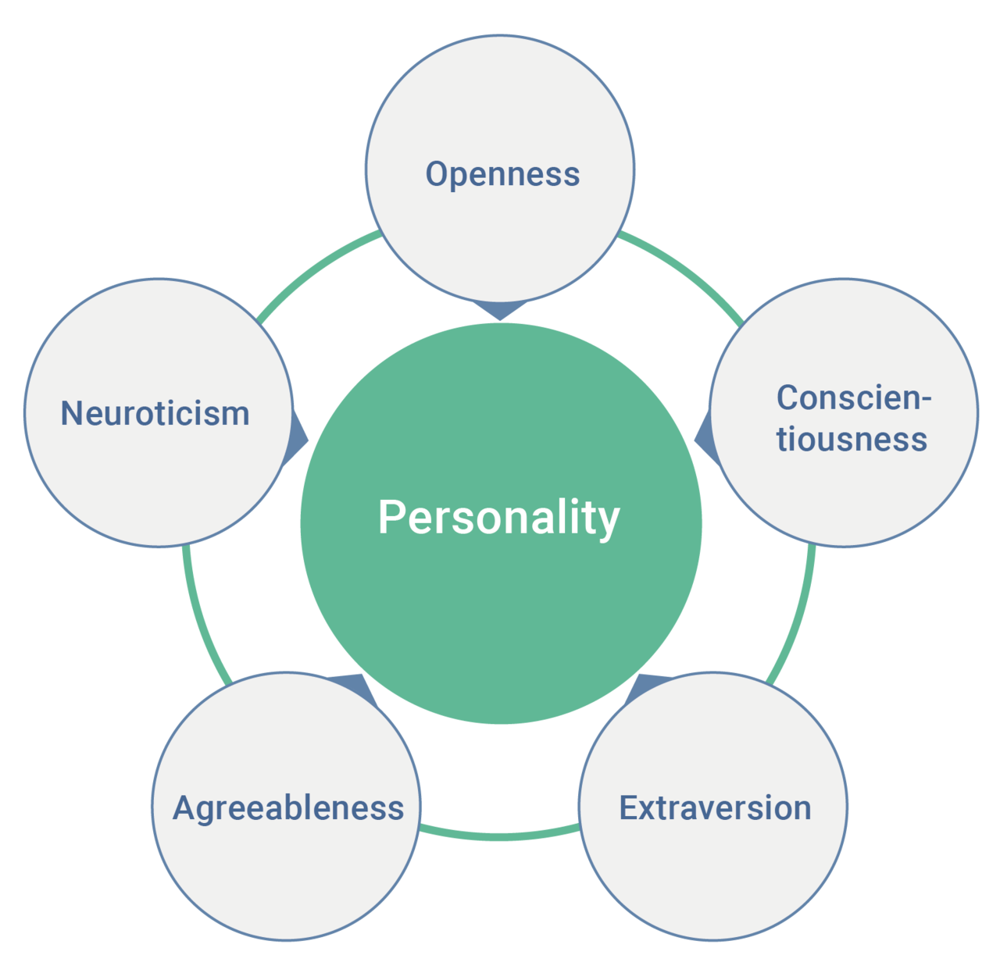 Openness
Conscien-
tiousness
Neuroticism
Personality
Agreeableness
Extraversion